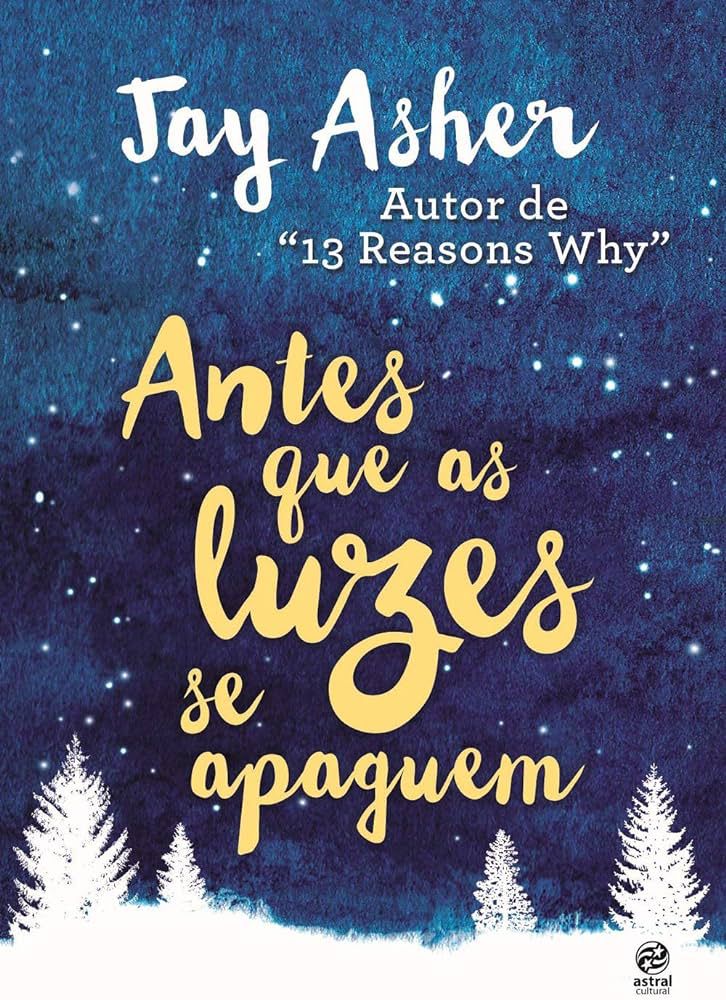 Jay Asher
Autor de
“13 Reasons Why”
Antes
que as
luzes
se
apaguem
astral
cultural